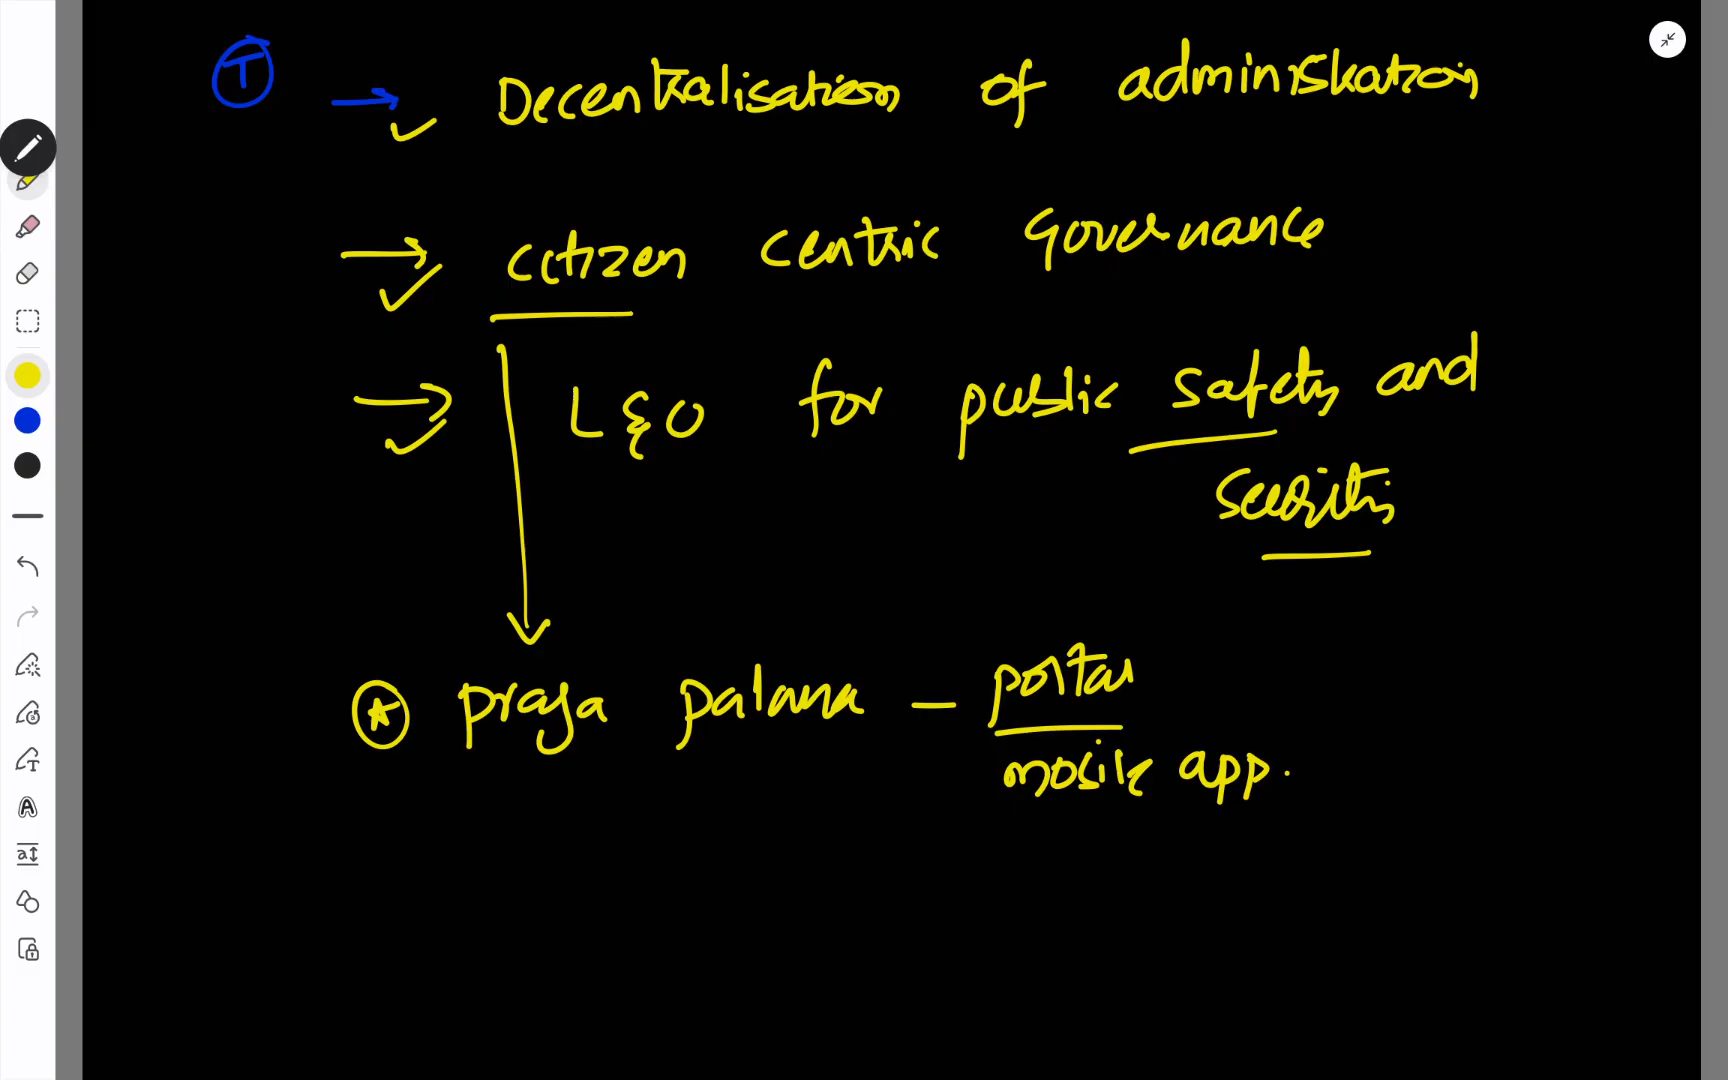 T → Decentralisation of administration
→ citizen centric Governance
→ L & O for public safety and
security
praja palana – portal
mobile app.